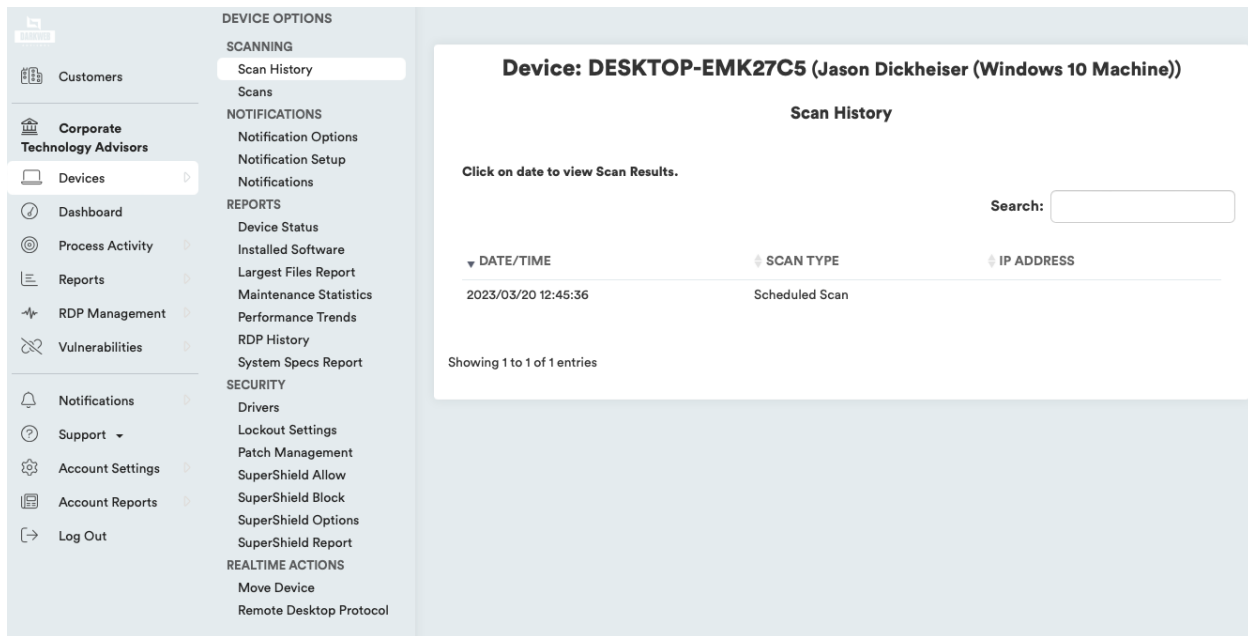 Customers
Corporate
Technology Advisors
Devices
Dashboard
Process Activity
Reports
RDP Management
Vulnerabilities
Notifications
Support
Account Settings
Account Reports
Log Out
DEVICE OPTIONS
SCANNING
Scan History
Scans
NOTIFICATIONS
Notification Options
Notification Setup
Notifications
REPORTS
Device Status
Installed Software
Largest Files Report
Maintenance Statistics
Performance Trends
RDP History
System Specs Report
SECURITY
Drivers
Lockout Settings
Patch Management
SuperShield Allow
SuperShield Block
SuperShield Options
SuperShield Report
REALTIME ACTIONS
Move Device
Remote Desktop Protocol
Device: DESKTOP-EMK27C5 (Jason Dickheiser (Windows 10 Machine))
Scan History
Click on date to view Scan Results.
Search:
DATE/TIME SCAN TYPE IP ADDRESS
2023/03/20 12:45:36 Scheduled Scan
Showing 1 to 1 of 1 entries